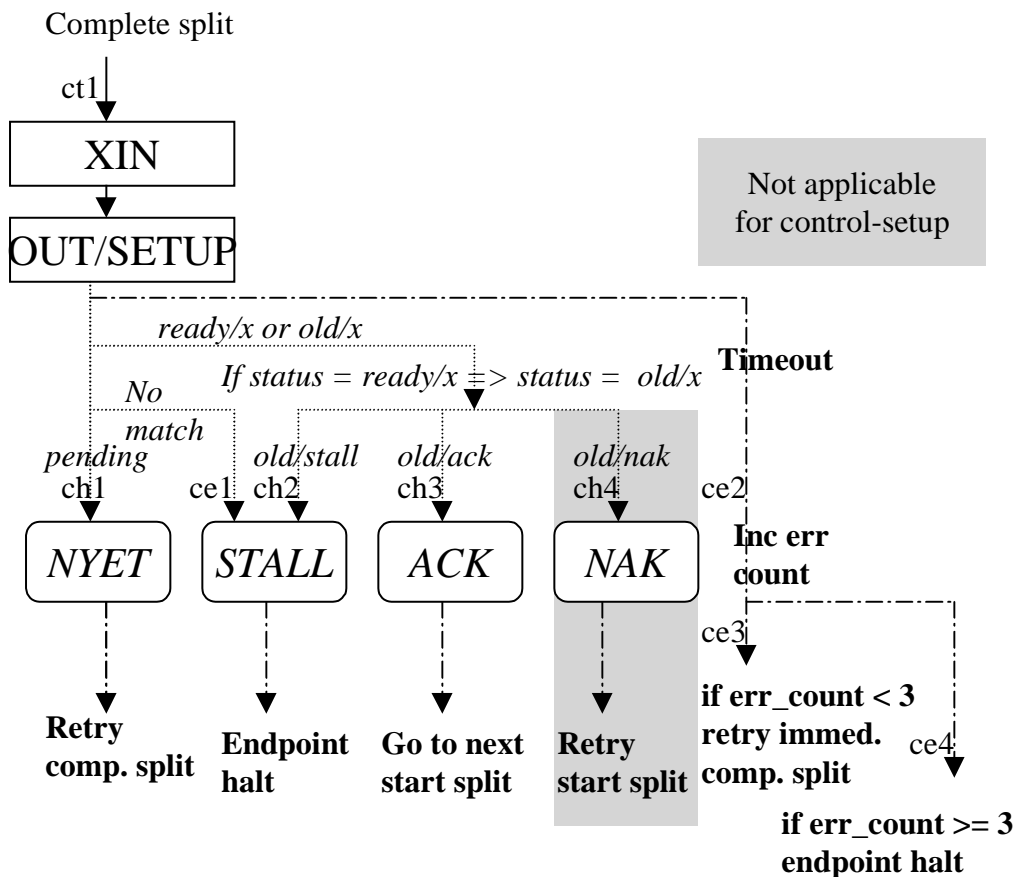 Complete split
ct1
XIN
OUT/SETUP
Not applicable
for control-setup
ready/x or old/x
Timeout
If status = ready/x => status = old/x
No
match
pending
old/stall
old/ack
old/nak
ch1
ce1
ch2
ch3
ch4
ce2
NYET
STALL
ACK
NAK
Inc err
count
ce3
Retry
comp. split
Endpoint
halt
Go to next
start split
Retry
start split
if err_count < 3
retry immed.
comp. split
ce4
if err_count >= 3
endpoint halt